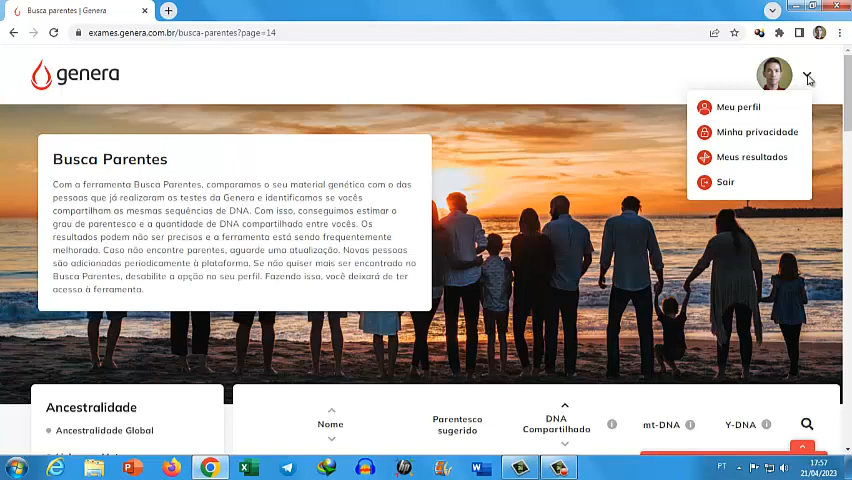 Busca parentes | Genera
exames.genera.com.br/busca-parentes?page=14
genera
Meu perfil
Minha privacidade
Meus resultados
Sair
Busca Parentes
Com a ferramenta Busca Parentes, comparamos o seu material genético com o das
pessoas que já realizaram os testes da Genera e identificamos se vocês
compartilham as mesmas sequências de DNA. Com isso, conseguimos estimar o
grau de parentesco e a quantidade de DNA compartilhado entre vocês. Os
resultados podem não ser precisos e a ferramenta está sendo frequentemente
melhorada. Caso não encontre parentes, aguarde uma atualização. Novas pessoas
são adicionadas periodicamente à plataforma. Se não quiser mais ser encontrado no
Busca Parentes, desabilite a opção no seu perfil. Fazendo isso, você deixará de ter
acesso à ferramenta.
Ancestralidade
Ancestralidade Global
Nome
Parentesco
sugerido
DNA
Compartilhado
mt-DNA
Y-DNA
PT
17:57
21/04/2023